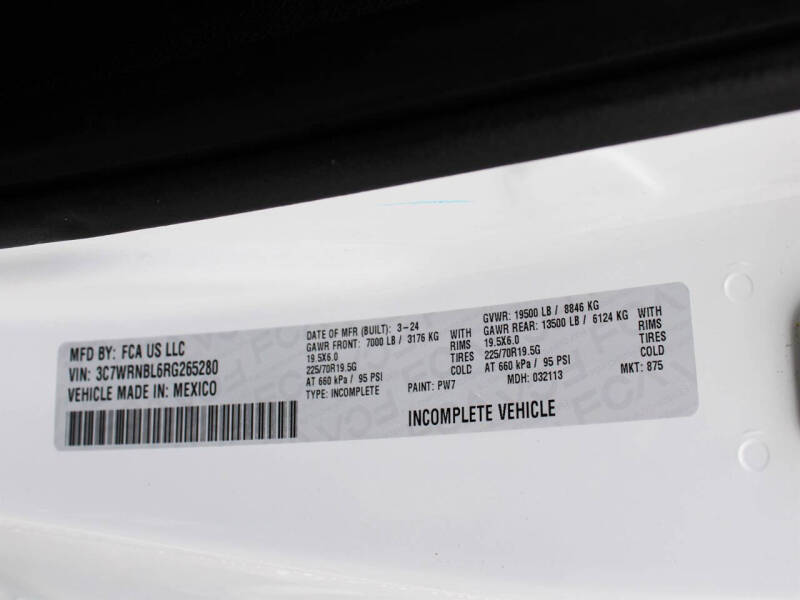 MFD BY: FCA US LLC
VIN: 3C7WRNBL6RG265280
VEHICLE MADE IN: MEXICO
DATE OF MFR (BUILT): 3-24
GAWR FRONT: 7000 LB / 3176 KG WITH
19.5X6.0 RIMS
225/70R19.5G TIRES
AT 660 kPa / 95 PSI COLD
TYPE: INCOMPLETE PAINT: PW7
GVWR: 19500 LB / 8846 KG
GAWR REAR: 13500 LB / 6124 KG WITH
19.5X6.0 RIMS
225/70R19.5G TIRES
AT 660 kPa / 95 PSI COLD
MDH: 032113 MKT: 875
INCOMPLETE VEHICLE